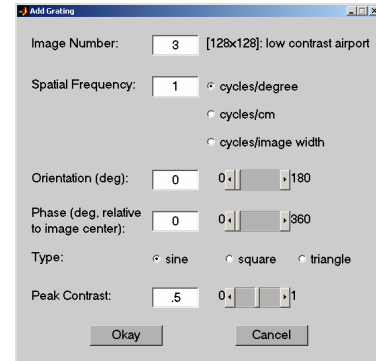 Add Grating
Image Number: 3 [128x128]: low contrast airport
Spatial Frequency: 1 cycles/degree
cycles/cm
cycles/image width
Orientation (deg): 0 0 180
Phase (deg, relative
to image center): 0 0 360
Type: sine square triangle
Peak Contrast: .5 0 1
Okay Cancel